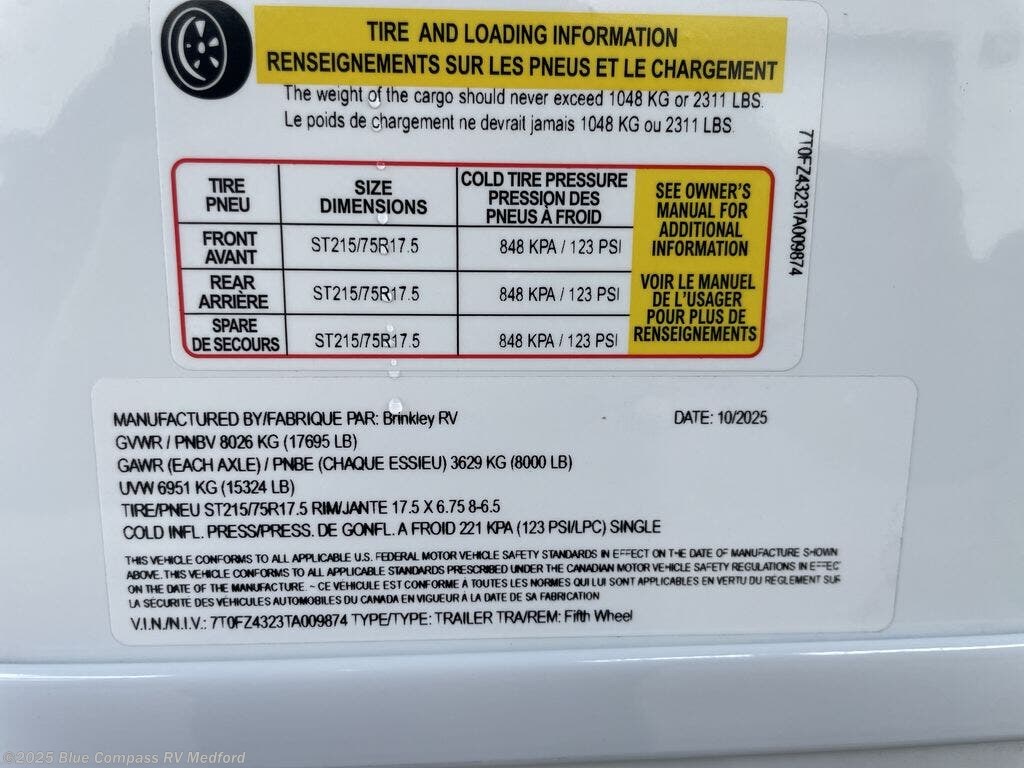 TIRE AND LOADING INFORMATION
RENSEIGNEMENTS SUR LES PNEUS ET LE CHARGEMENT
The weight of the cargo should never exceed 1048 KG or 2311 LBS.
Le poids de chargement ne devrait jamais 1048 KG ou 2311 LBS.
TIRE
PNEU
SIZE
DIMENSIONS
COLD TIRE PRESSURE
PRESSION DES
PNEUS À FROID
FRONT
AVANT
ST215/75R17.5
848 KPA / 123 PSI
REAR
ARRIÈRE
ST215/75R17.5
848 KPA / 123 PSI
SPARE
DE SECOURS
ST215/75R17.5
848 KPA / 123 PSI
SEE OWNER'S
MANUAL FOR
ADDITIONAL
INFORMATION
VOIR LE MANUEL
DE L'USAGER
POUR PLUS DE
RENSEIGNEMENTS
7T0FZ4323TA009874
MANUFACTURED BY/FABRIQUE PAR: Brinkley RV DATE: 10/2025
GVWR / PNBV 8026 KG (17695 LB)
GAWR (EACH AXLE) / PNBE (CHAQUE ESSIEU) 3629 KG (8000 LB)
UVW 6951 KG (15324 LB)
TIRE/PNEU ST215/75R17.5 RIM/JANTE 17.5 X 6.75 8-6.5
COLD INFL. PRESS/PRESS. DE GONFL. A FROID 221 KPA (123 PSI/LPC) SINGLE
THIS VEHICLE CONFORMS TO ALL APPLICABLE U.S. FEDERAL MOTOR VEHICLE SAFETY STANDARDS IN EFFECT ON THE DATE OF MANUFACTURE SHOWN
ABOVE. THIS VEHICLE CONFORMS TO ALL APPLICABLE STANDARDS PRESCRIBED UNDER THE CANADIAN MOTOR VEHICLE SAFETY REGULATIONS IN EFFEC
ON THE DATE OF THE MANUFACTURE. ~ CE VEHICULE EST CONFORME A TOUTES LES NORMES QUI LUI SONT APPLICABLES EN VERTU DU REGLEMENT SUR
LA SECURITE DES VEHICULES AUTOMOBILES DU CANADA EN VIGUEUR A LA DATE DE SA FABRICATION
V.I.N./N.I.V.: 7T0FZ4323TA009874 TYPE/TYPE: TRAILER TRA/REM: Fifth Wheel
©2025 Blue Compass RV Medford